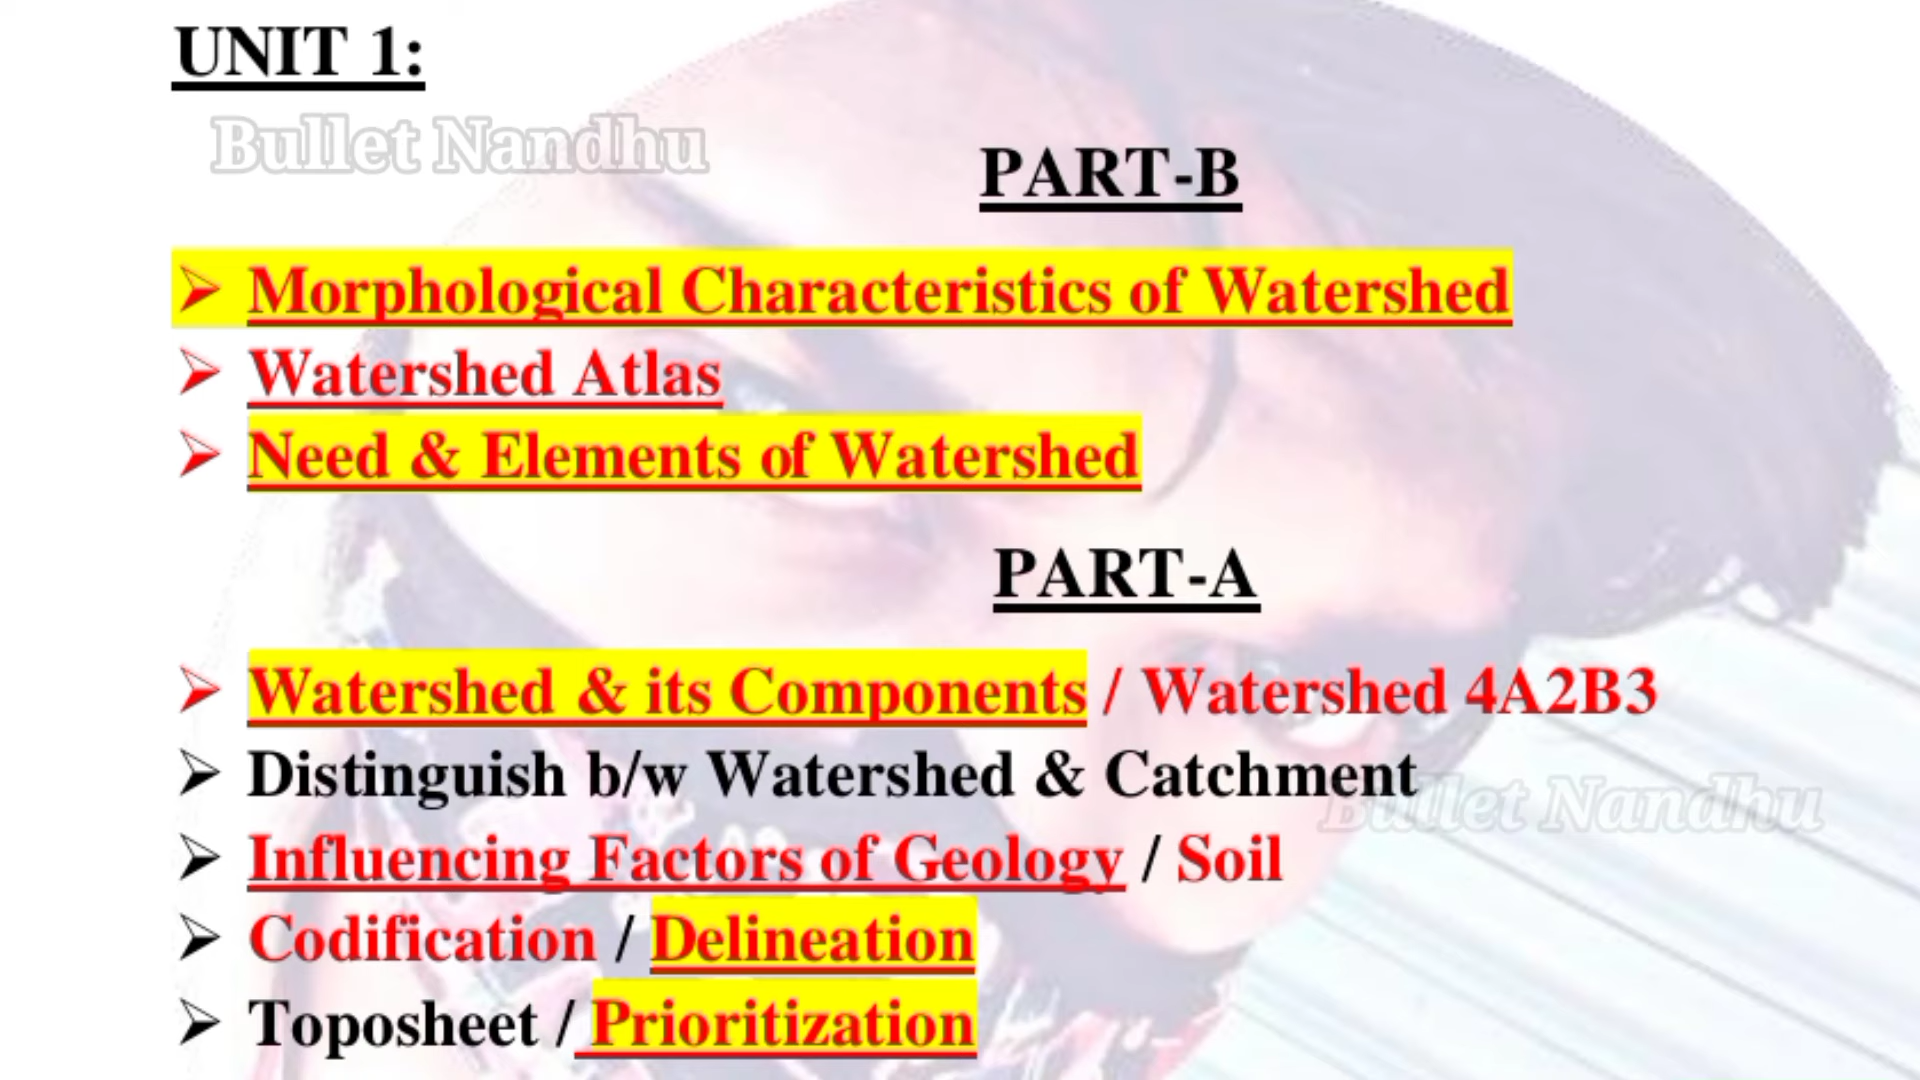 UNIT 1:
Bullet Nandhu
PART-B
➢ Morphological Characteristics of Watershed
➢ Watershed Atlas
➢ Need & Elements of Watershed
PART-A
➢ Watershed & its Components / Watershed 4A2B3
➢ Distinguish b/w Watershed & Catchment
Bullet Nandhu
➢ Influencing Factors of Geology / Soil
➢ Codification / Delineation
➢ Toposheet / Prioritization